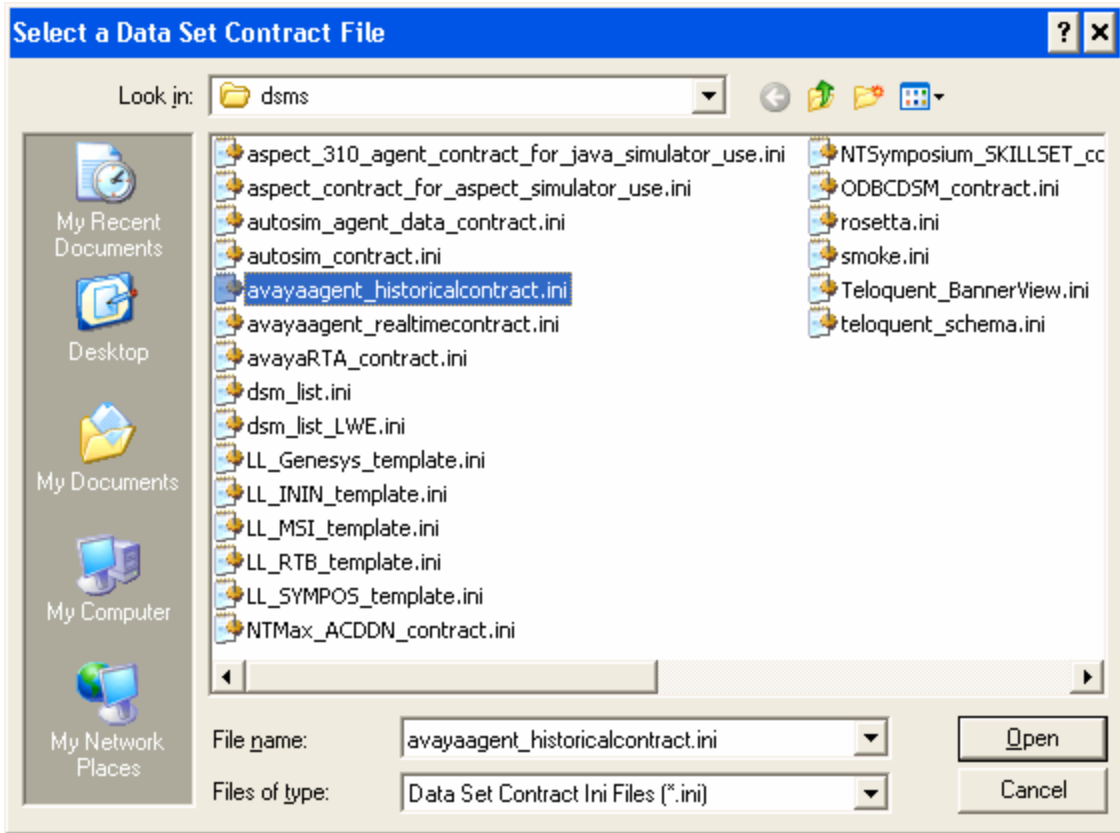 Select a Data Set Contract File
Look in:
dsms
My Recent
Documents
Desktop
My Documents
My Computer
My Network
Places
aspect_310_agent_contract_for_java_simulator_use.ini
aspect_contract_for_aspect_simulator_use.ini
autosim_agent_data_contract.ini
autosim_contract.ini
avayaagent_historicalcontract.ini
avayaagent_realtimecontract.ini
avayaRTA_contract.ini
dsm_list.ini
dsm_list_LWE.ini
LL_Genesys_template.ini
LL_ININ_template.ini
LL_MSI_template.ini
LL_RTB_template.ini
LL_SYMPOS_template.ini
NTMax_ACDDN_contract.ini
NTSymposium_SKILLSET_cc
ODBCDSM_contract.ini
rosetta.ini
smoke.ini
Teloquent_BannerView.ini
teloquent_schema.ini
File name:
avayaagent_historicalcontract.ini
Open
Files of type:
Data Set Contract Ini Files (*.ini)
Cancel